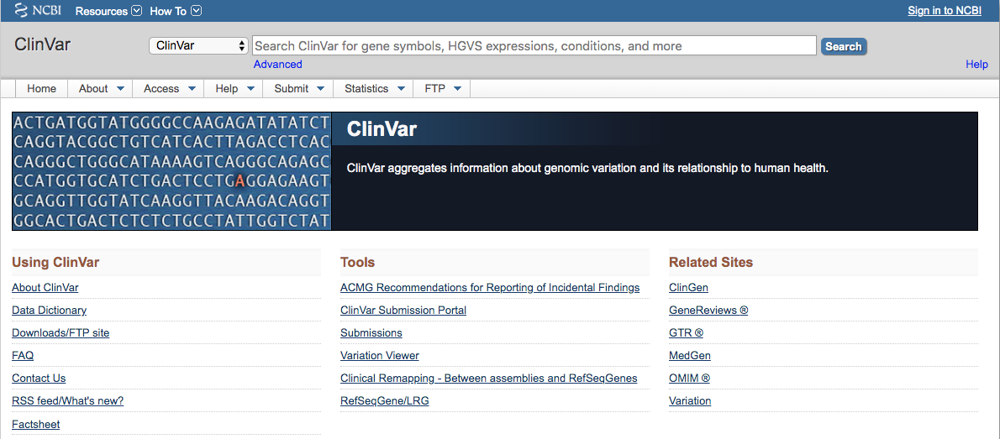 NCBI Resources How To Sign in to NCBI
ClinVar ClinVar Search ClinVar for gene symbols, HGVS expressions, conditions, and more Search
Advanced Help
Home About Access Help Submit Statistics FTP
ACTGATGGTATGGGGCCAAGAGATATATCT
CAGGTACGGCTGTCATCACTTAGACCTCAC
CAGGGCTGGGCATAAAAGTCAGGGCAGAGC
CCATGGTGCATCTGACTCCTGAGGAGAAGT
GCAGGTTGGTATCAAGGTTACAAGACAGGT
GGCACTGACTCTCTCTGCCTATTGGTCTAT
ClinVar
ClinVar aggregates information about genomic variation and its relationship to human health.
Using ClinVar
About ClinVar
Data Dictionary
Downloads/FTP site
FAQ
Contact Us
RSS feed/What's new?
Factsheet
Tools
ACMG Recommendations for Reporting of Incidental Findings
ClinVar Submission Portal
Submissions
Variation Viewer
Clinical Remapping - Between assemblies and RefSeqGenes
RefSeqGene/LRG
Related Sites
ClinGen
GeneReviews ®
GTR ®
MedGen
OMIM ®
Variation